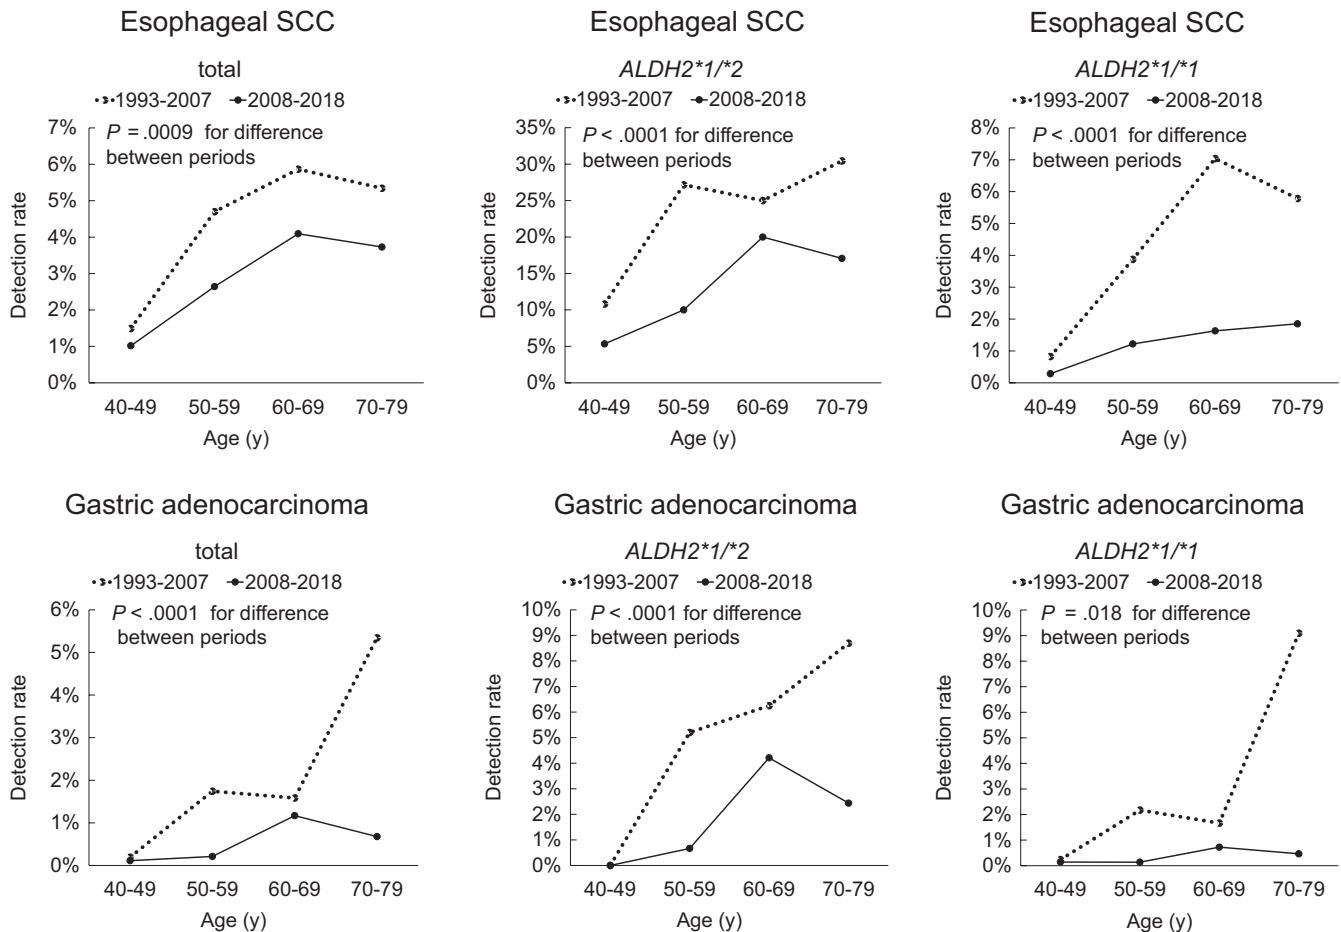 Esophageal SCC
total
1993-2007 2008-2018
P = .0009 for difference
between periods
7%
6%
5%
4%
3%
2%
1%
0%
Detection rate
40-49 50-59 60-69 70-79
Age (y)
Esophageal SCC
ALDH2*1/*2
1993-2007 2008-2018
P < .0001 for difference
between periods
35%
30%
25%
20%
15%
10%
5%
0%
Detection rate
40-49 50-59 60-69 70-79
Age (y)
Esophageal SCC
ALDH2*1/*1
1993-2007 2008-2018
P < .0001 for difference
between periods
8%
7%
6%
5%
4%
3%
2%
1%
0%
Detection rate
40-49 50-59 60-69 70-79
Age (y)
Gastric adenocarcinoma
total
1993-2007 2008-2018
P < .0001 for difference
between periods
6%
5%
4%
3%
2%
1%
0%
Detection rate
40-49 50-59 60-69 70-79
Age (y)
Gastric adenocarcinoma
ALDH2*1/*2
1993-2007 2008-2018
P < .0001 for difference
between periods
10%
9%
8%
7%
6%
5%
4%
3%
2%
1%
0%
Detection rate
40-49 50-59 60-69 70-79
Age (y)
Gastric adenocarcinoma
ALDH2*1/*1
1993-2007 2008-2018
P = .018 for difference
between periods
10%
9%
8%
7%
6%
5%
4%
3%
2%
1%
0%
Detection rate
40-49 50-59 60-69 70-79
Age (y)